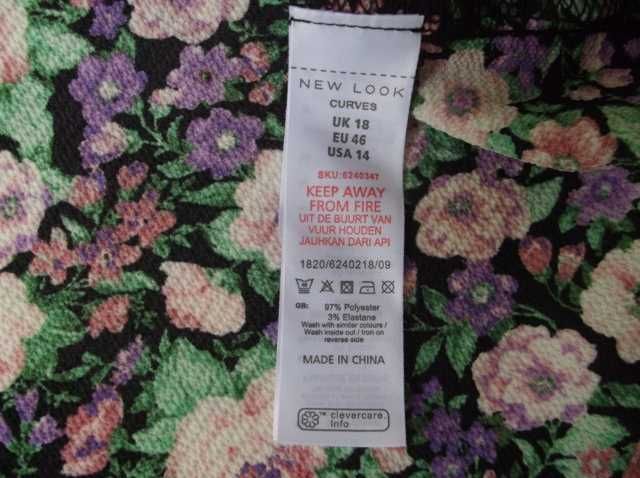 NEW LOOK
CURVES
UK 18
EU 46
USA 14
SKU:6240347
KEEP AWAY
FROM FIRE
UIT DE BUURT VAN
VUUR HOUDEN
JAUHKAN DARI API
1820/6240218/09
GB: 97% Polyester
3% Elastane
Wash with similar colours /
Wash inside out / Iron on
reverse side
MADE IN CHINA
™ clevercare.
info